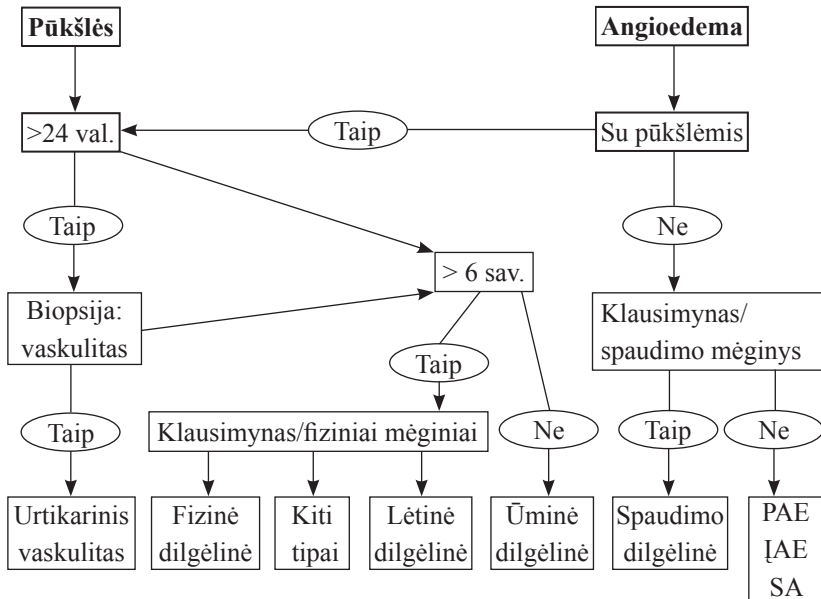 Pūkšlės
Angioedema
>24 val.
Taip
Su pūkšlėmis
Taip
Ne
> 6 sav.
Biopsija:
vaskulitas
Klausimynas/
spaudimo mėginys
Taip
Taip
Klausimynas/fiziniai mėginiai
Ne
Taip
Ne
Urtikarinis
vaskulitas
Fizinė
dilgėlinė
Kiti
tipai
Lėtinė
dilgėlinė
Ūminė
dilgėlinė
Spaudimo
dilgėlinė
PAE
ĮAE
SA